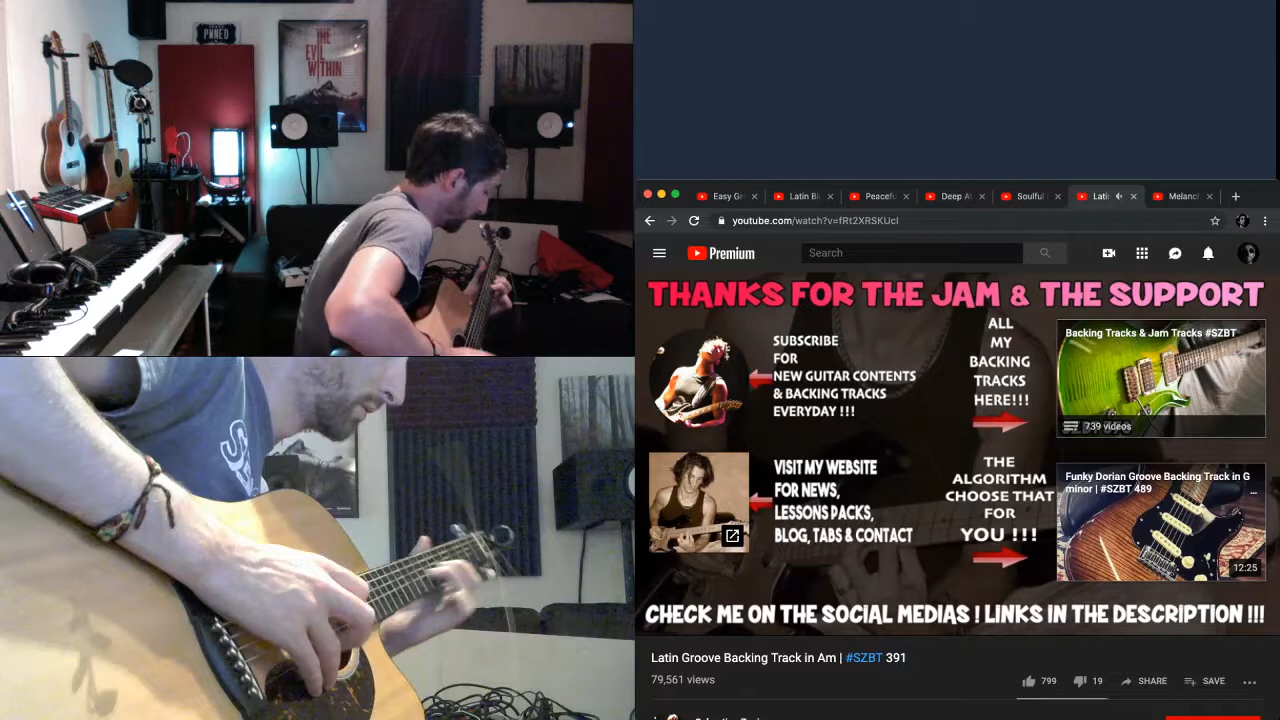 PWNED
THE
EVIL
WITHIN
Easy Gr
Latin Bl
Peacefu
Deep At
Soulful
Lati
Melanc
youtube.com/watch?v=fRt2XRSKUcI
Premium
Search
THANKS FOR THE JAM & THE SUPPORT
SUBSCRIBE
FOR
NEW GUITAR CONTENTS
& BACKING TRACKS
EVERYDAY !!!
ALL
MY
BACKING
TRACKS
HERE!!!
Backing Tracks & Jam Tracks #SZBT
739 videos
VISIT MY WEBSITE
FOR NEWS,
LESSONS PACKS,
BLOG, TABS & CONTACT
THE
ALGORITHM
CHOOSE THAT
FOR
YOU !!!
Funky Dorian Groove Backing Track in G
minor | #SZBT 489
...
12:25
CHECK ME ON THE SOCIAL MEDIAS ! LINKS IN THE DESCRIPTION !!!
Latin Groove Backing Track in Am | #SZBT 391
79,561 views
799
19
SHARE
SAVE